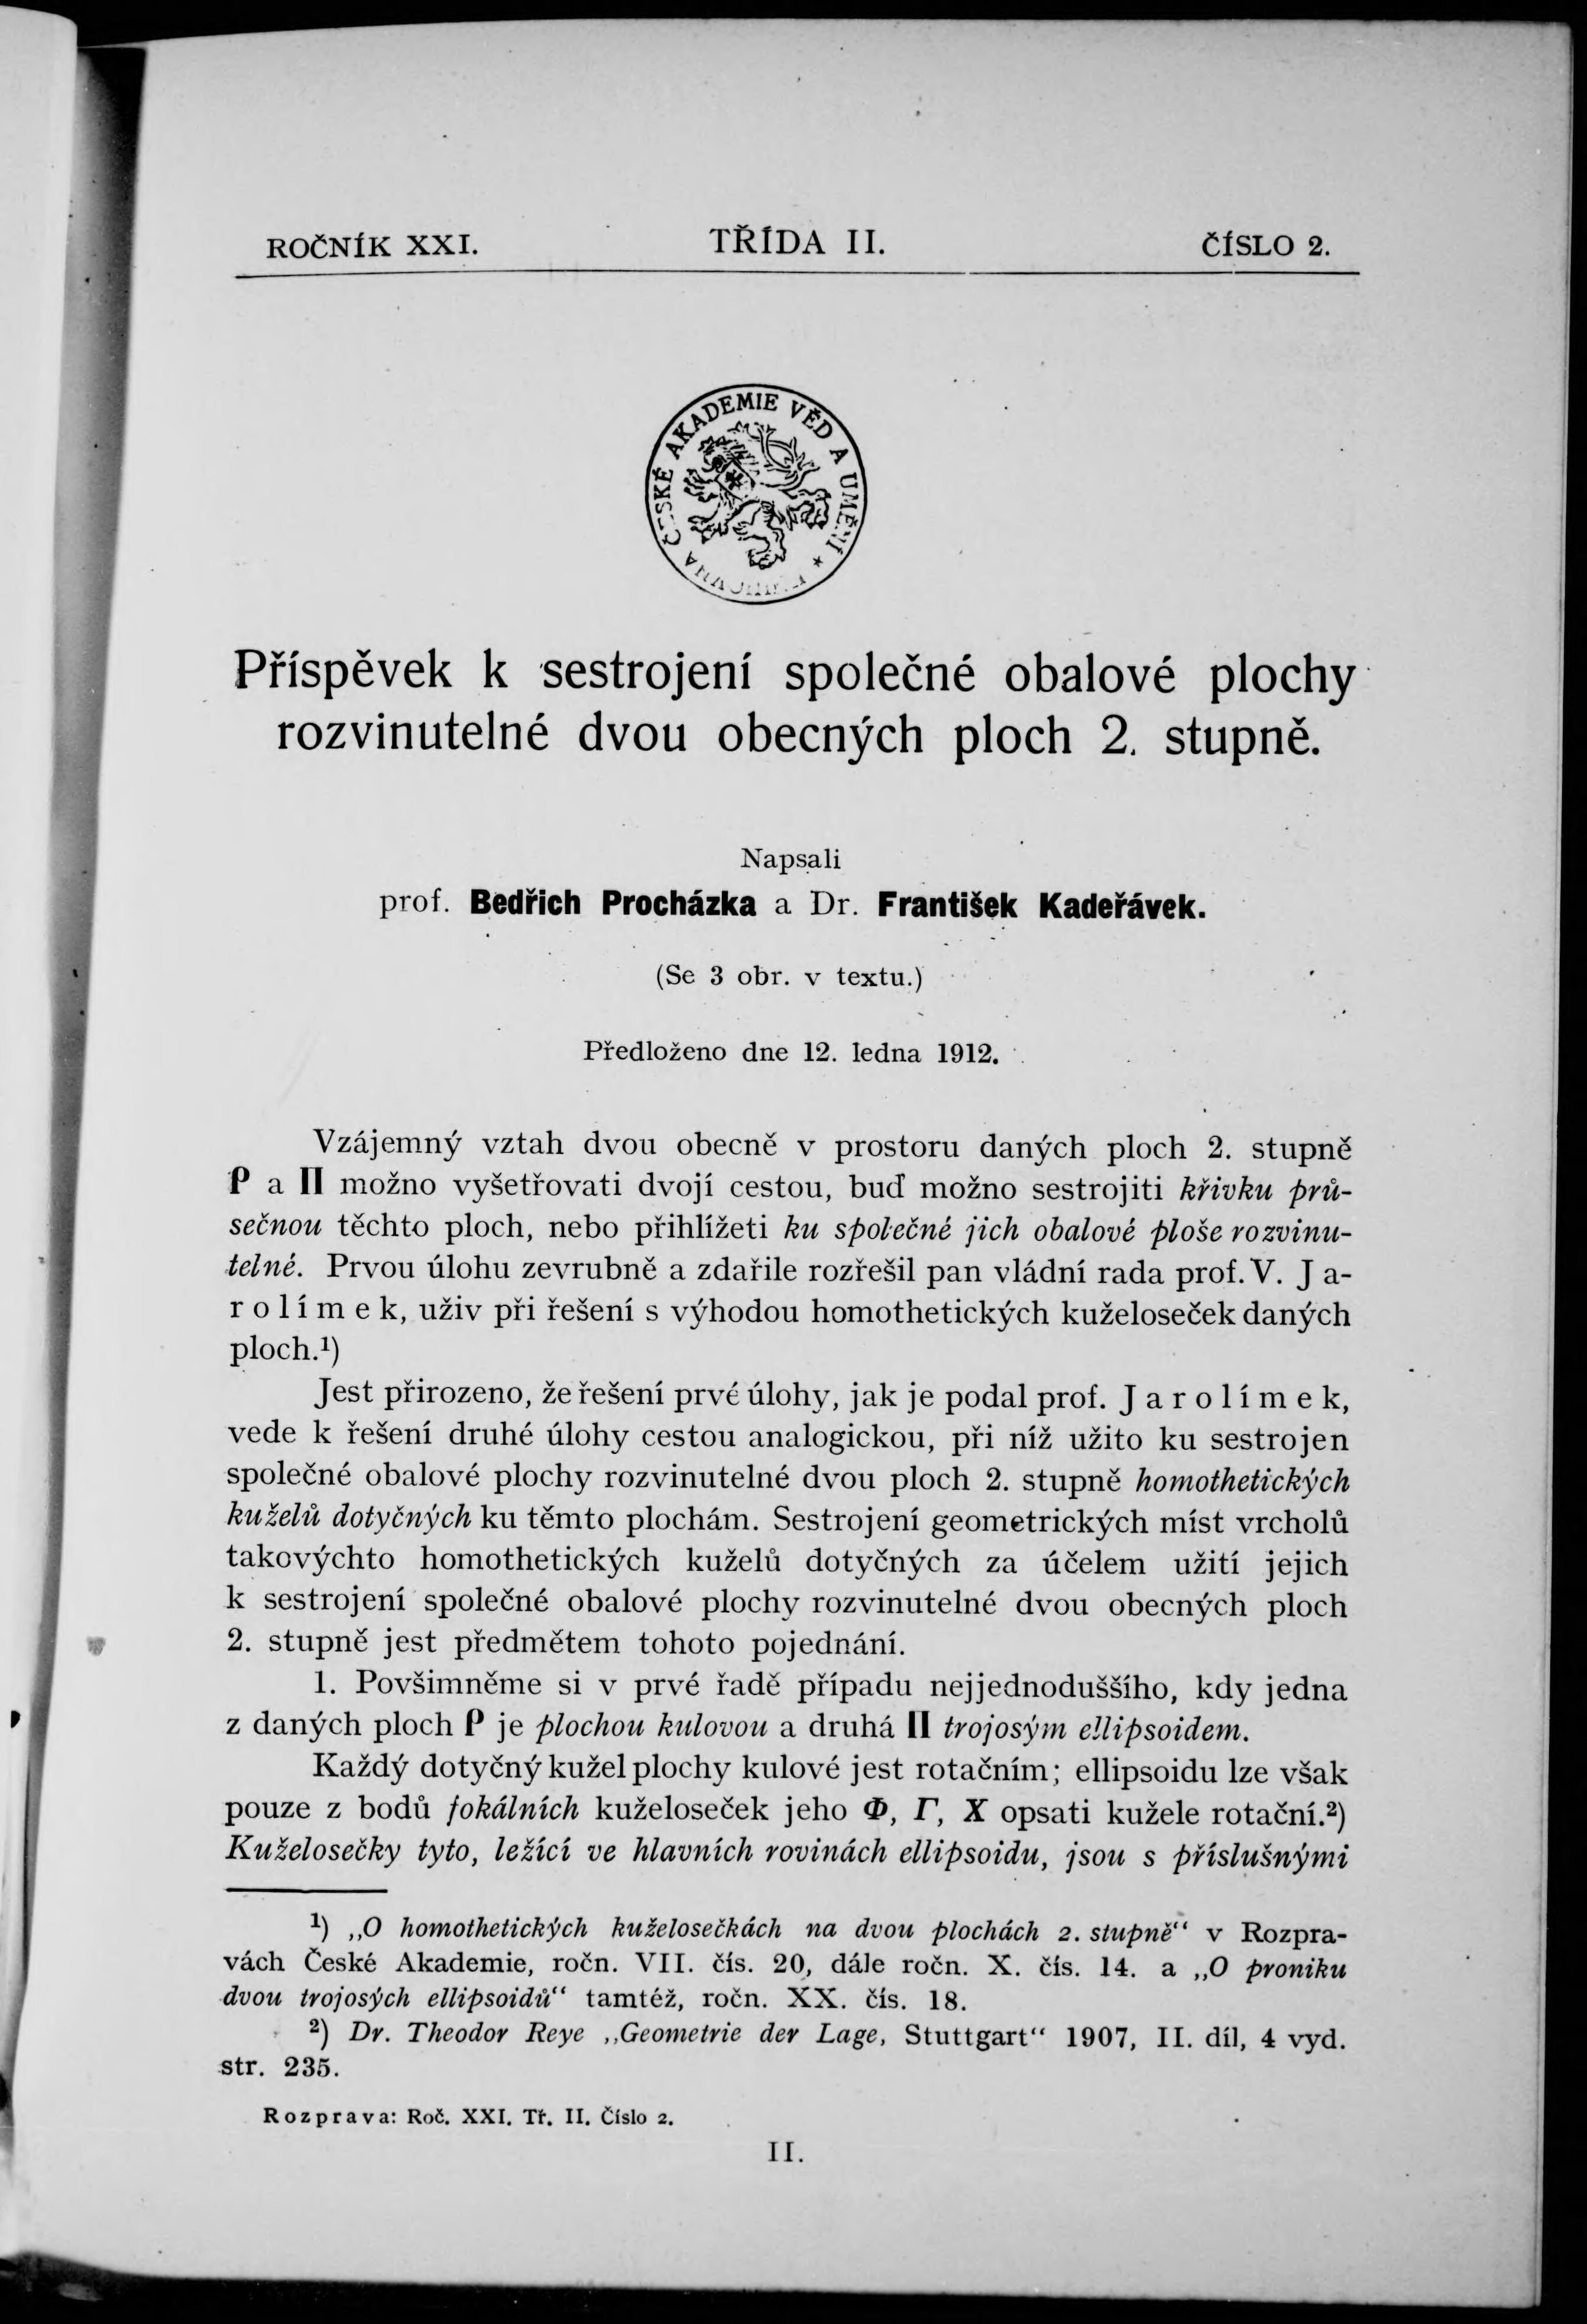 ROČNÍK XXI.
TŘÍDA II.
ČÍSLO 2.
ČESKÉ AKADEMIE VĚD A UMĚNÍ
Příspěvek k sestrojení společné obalové plochy
rozvinutelné dvou obecných ploch 2. stupně.
Napsali
prof. Bedřich Procházka a Dr. František Kadeřávek.
(Se 3 obr. v textu.)
Předloženo dne 12. ledna 1912.
Vzájemný vztah dvou obecně v prostoru daných ploch 2. stupně
Ρ a Π možno vyšetřovati dvojí cestou, buď možno sestrojiti křivku prů-
sečnou těchto ploch, nebo přihlížeti ku společné jich obalové ploše rozvinu-
telné. Prvou úlohu zevrubně a zdařile rozřešil pan vládní rada prof. V. Ja-
rolímek, uživ při řešení s výhodou homothetických kuželoseček daných
ploch.¹)
Jest přirozeno, že řešení prvé úlohy, jak je podal prof. Jarolímek,
vede k řešení druhé úlohy cestou analogickou, při níž užito ku sestrojen
společné obalové plochy rozvinutelné dvou ploch 2. stupně homothetických
kuželů dotyčných ku těmto plochám. Sestrojení geometrických míst vrcholů
takovýchto homothetických kuželů dotyčných za účelem užití jejich
k sestrojení společné obalové plochy rozvinutelné dvou obecných ploch
2. stupně jest předmětem tohoto pojednání.
1. Povšimněme si v prvé řadě případu nejjednoduššího, kdy jedna
z daných ploch Ρ je plochou kulovou a druhá Π trojosým ellipsoidem.
Každý dotyčný kužel plochy kulové jest rotačním; ellipsoidu lze však
pouze z bodů fokálních kuželoseček jeho Φ, Γ, X opsati kužele rotační.²)
Kuželosečky tyto, ležící ve hlavních rovinách ellipsoidu, jsou s příslušnými
¹) „O homothetických kuželosečkách na dvou plochách 2. stupně“ v Rozpra-
vách České Akademie, ročn. VII. čís. 20, dále ročn. X. čís. 14. a „O proniku
dvou trojosých ellipsoidů“ tamtéž, ročn. XX. čís. 18.
²) Dr. Theodor Reye „Geometrie der Lage, Stuttgart“ 1907, II. díl, 4 vyd.
str. 235.
Rozprava: Roč. XXI. Tř. II. Číslo 2.
II.